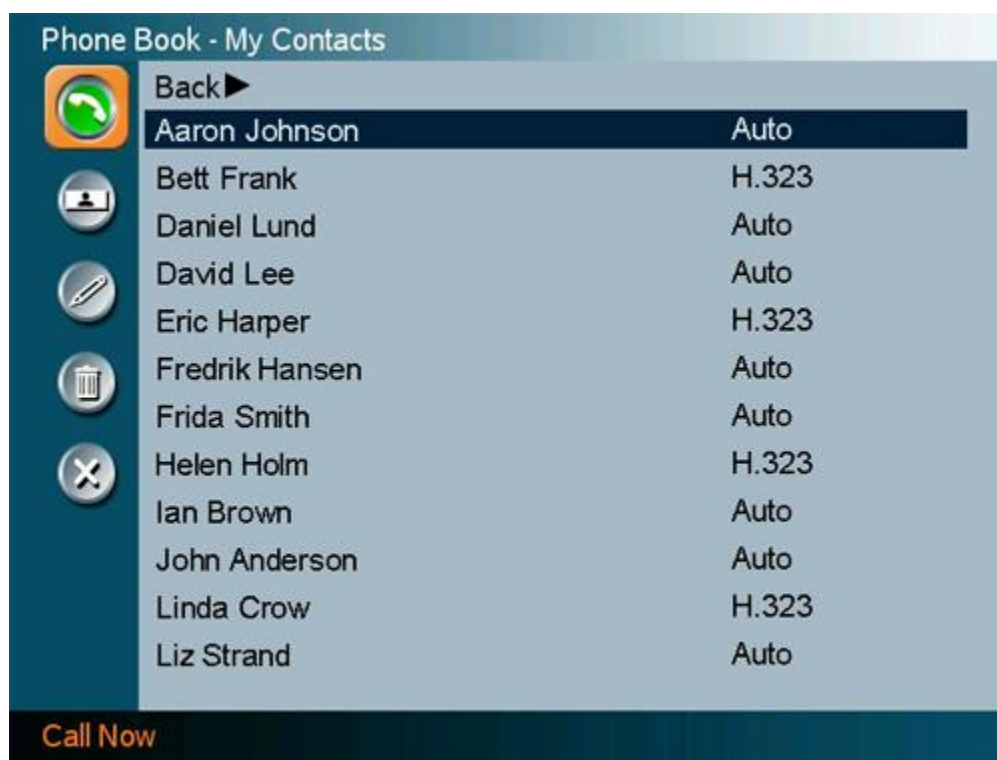 Phone Book - My Contacts
Back▶
Aaron Johnson Auto
Bett Frank H.323
Daniel Lund Auto
David Lee Auto
Eric Harper H.323
Fredrik Hansen Auto
Frida Smith Auto
Helen Holm H.323
Ian Brown Auto
John Anderson Auto
Linda Crow H.323
Liz Strand Auto
Call Now